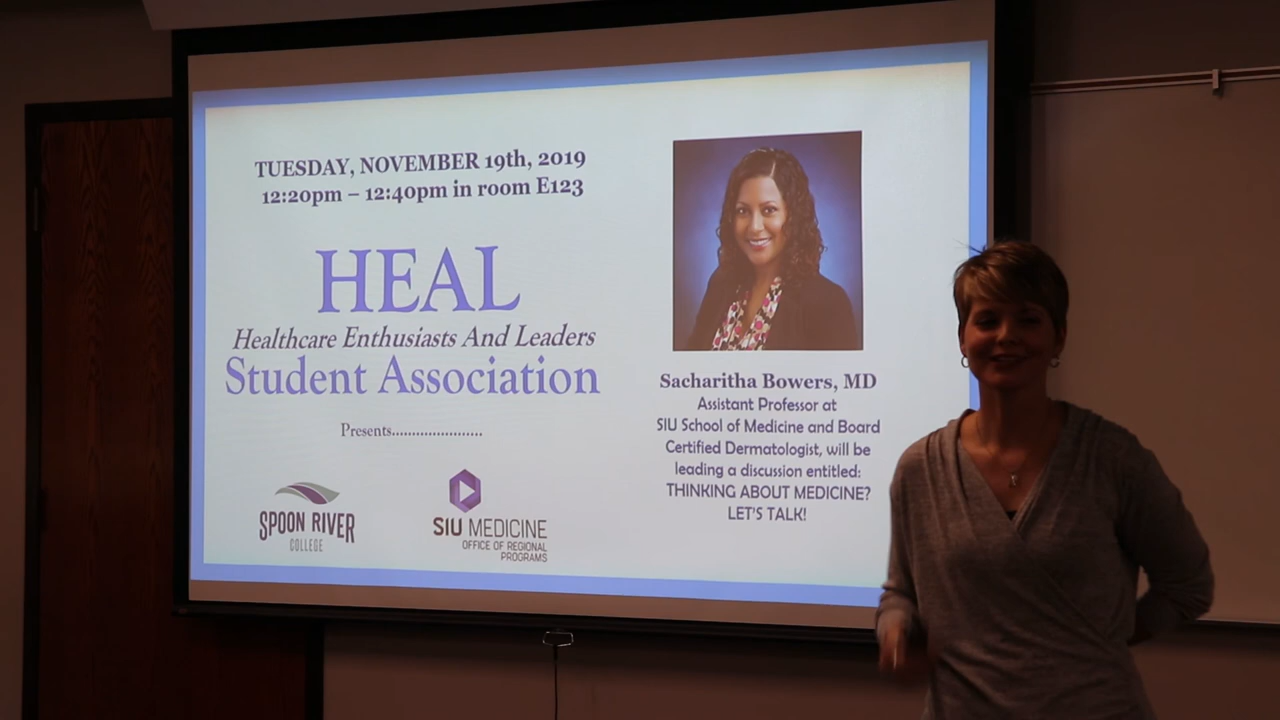 TUESDAY, NOVEMBER 19th, 2019
12:20pm – 12:40pm in room E123
HEAL
Healthcare Enthusiasts And Leaders
Student Association
Presents......................
SPOON RIVER
COLLEGE
SIU MEDICINE
OFFICE OF REGIONAL
PROGRAMS
Sacharitha Bowers, MD
Assistant Professor at
SIU School of Medicine and Board
Certified Dermatologist, will be
leading a discussion entitled:
THINKING ABOUT MEDICINE?
LET'S TALK!